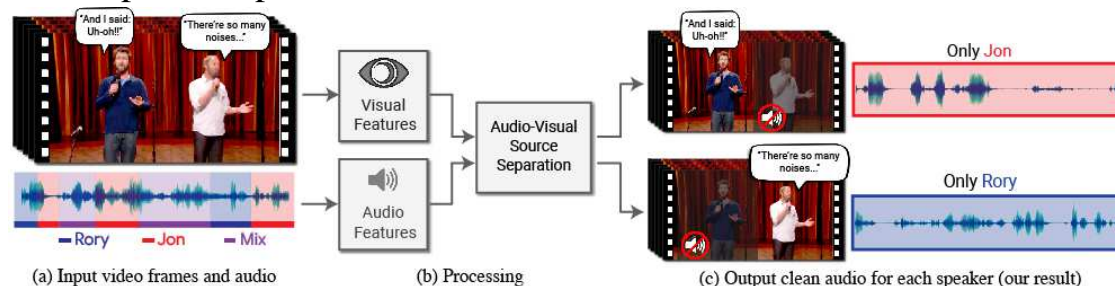 "And I said:
Uh-oh!!"
"There're so many
noises..."
Rory
Jon
Mix
(a) Input video frames and audio
Visual
Features
Audio
Features
Audio-Visual
Source
Separation
(b) Processing
"And I said:
Uh-oh!!"
Only Jon
"There're so many
noises..."
Only Rory
(c) Output clean audio for each speaker (our result)